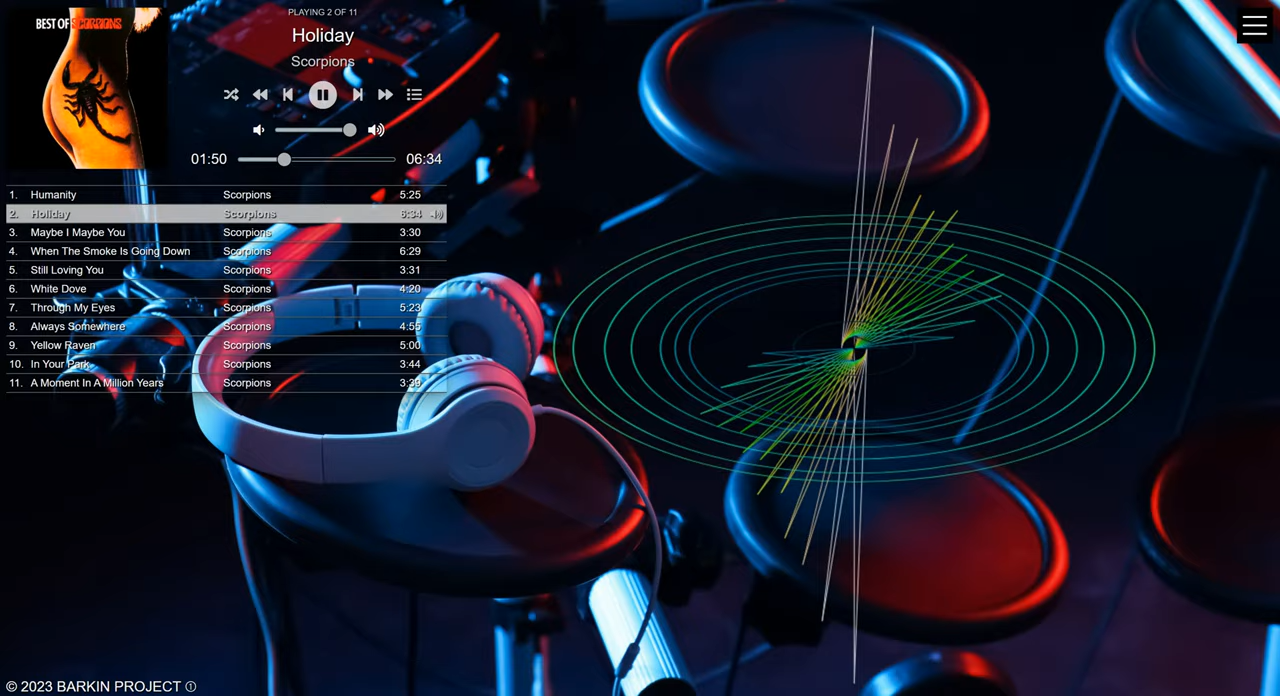 BEST OF SCORPIONS
PLAYING 2 OF 11
Holiday
Scorpions
01:50 06:34
1. Humanity Scorpions 5:25
2. Holiday Scorpions 6:34
3. Maybe I Maybe You Scorpions 3:30
4. When The Smoke Is Going Down Scorpions 6:29
5. Still Loving You Scorpions 3:31
6. White Dove Scorpions 4:20
7. Through My Eyes Scorpions 5:23
8. Always Somewhere Scorpions 4:55
9. Yellow Raven Scorpions 5:00
10. In Your Park Scorpions 3:44
11. A Moment In A Million Years Scorpions 3:39
© 2023 BARKIN PROJECT ①